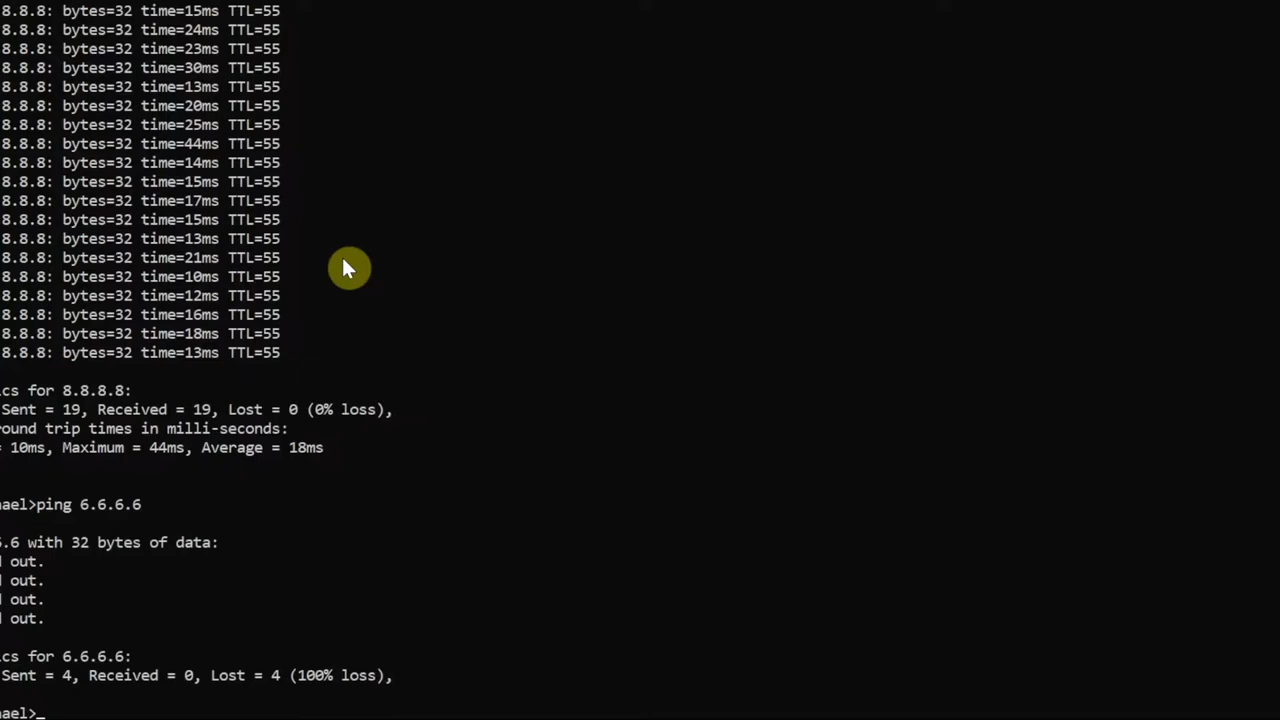 8.8.8: bytes=32 time=15ms TTL=55
8.8.8: bytes=32 time=24ms TTL=55
8.8.8: bytes=32 time=23ms TTL=55
8.8.8: bytes=32 time=30ms TTL=55
8.8.8: bytes=32 time=13ms TTL=55
8.8.8: bytes=32 time=20ms TTL=55
8.8.8: bytes=32 time=25ms TTL=55
8.8.8: bytes=32 time=44ms TTL=55
8.8.8: bytes=32 time=14ms TTL=55
8.8.8: bytes=32 time=15ms TTL=55
8.8.8: bytes=32 time=17ms TTL=55
8.8.8: bytes=32 time=15ms TTL=55
8.8.8: bytes=32 time=13ms TTL=55
8.8.8: bytes=32 time=21ms TTL=55
8.8.8: bytes=32 time=10ms TTL=55
8.8.8: bytes=32 time=12ms TTL=55
8.8.8: bytes=32 time=16ms TTL=55
8.8.8: bytes=32 time=18ms TTL=55
8.8.8: bytes=32 time=13ms TTL=55
ics for 8.8.8.8:
Sent = 19, Received = 19, Lost = 0 (0% loss),
ound trip times in milli-seconds:
= 10ms, Maximum = 44ms, Average = 18ms
ael>ping 6.6.6.6
6.6 with 32 bytes of data:
d out.
d out.
d out.
d out.
ics for 6.6.6.6:
Sent = 4, Received = 0, Lost = 4 (100% loss),
ael>_